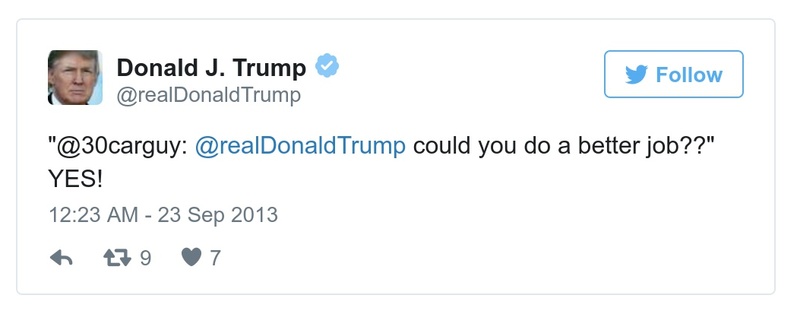 Donald J. Trump
@realDonaldTrump
Follow
"@30carguy: @realDonaldTrump could you do a better job??"
YES!
12:23 AM - 23 Sep 2013
9 7